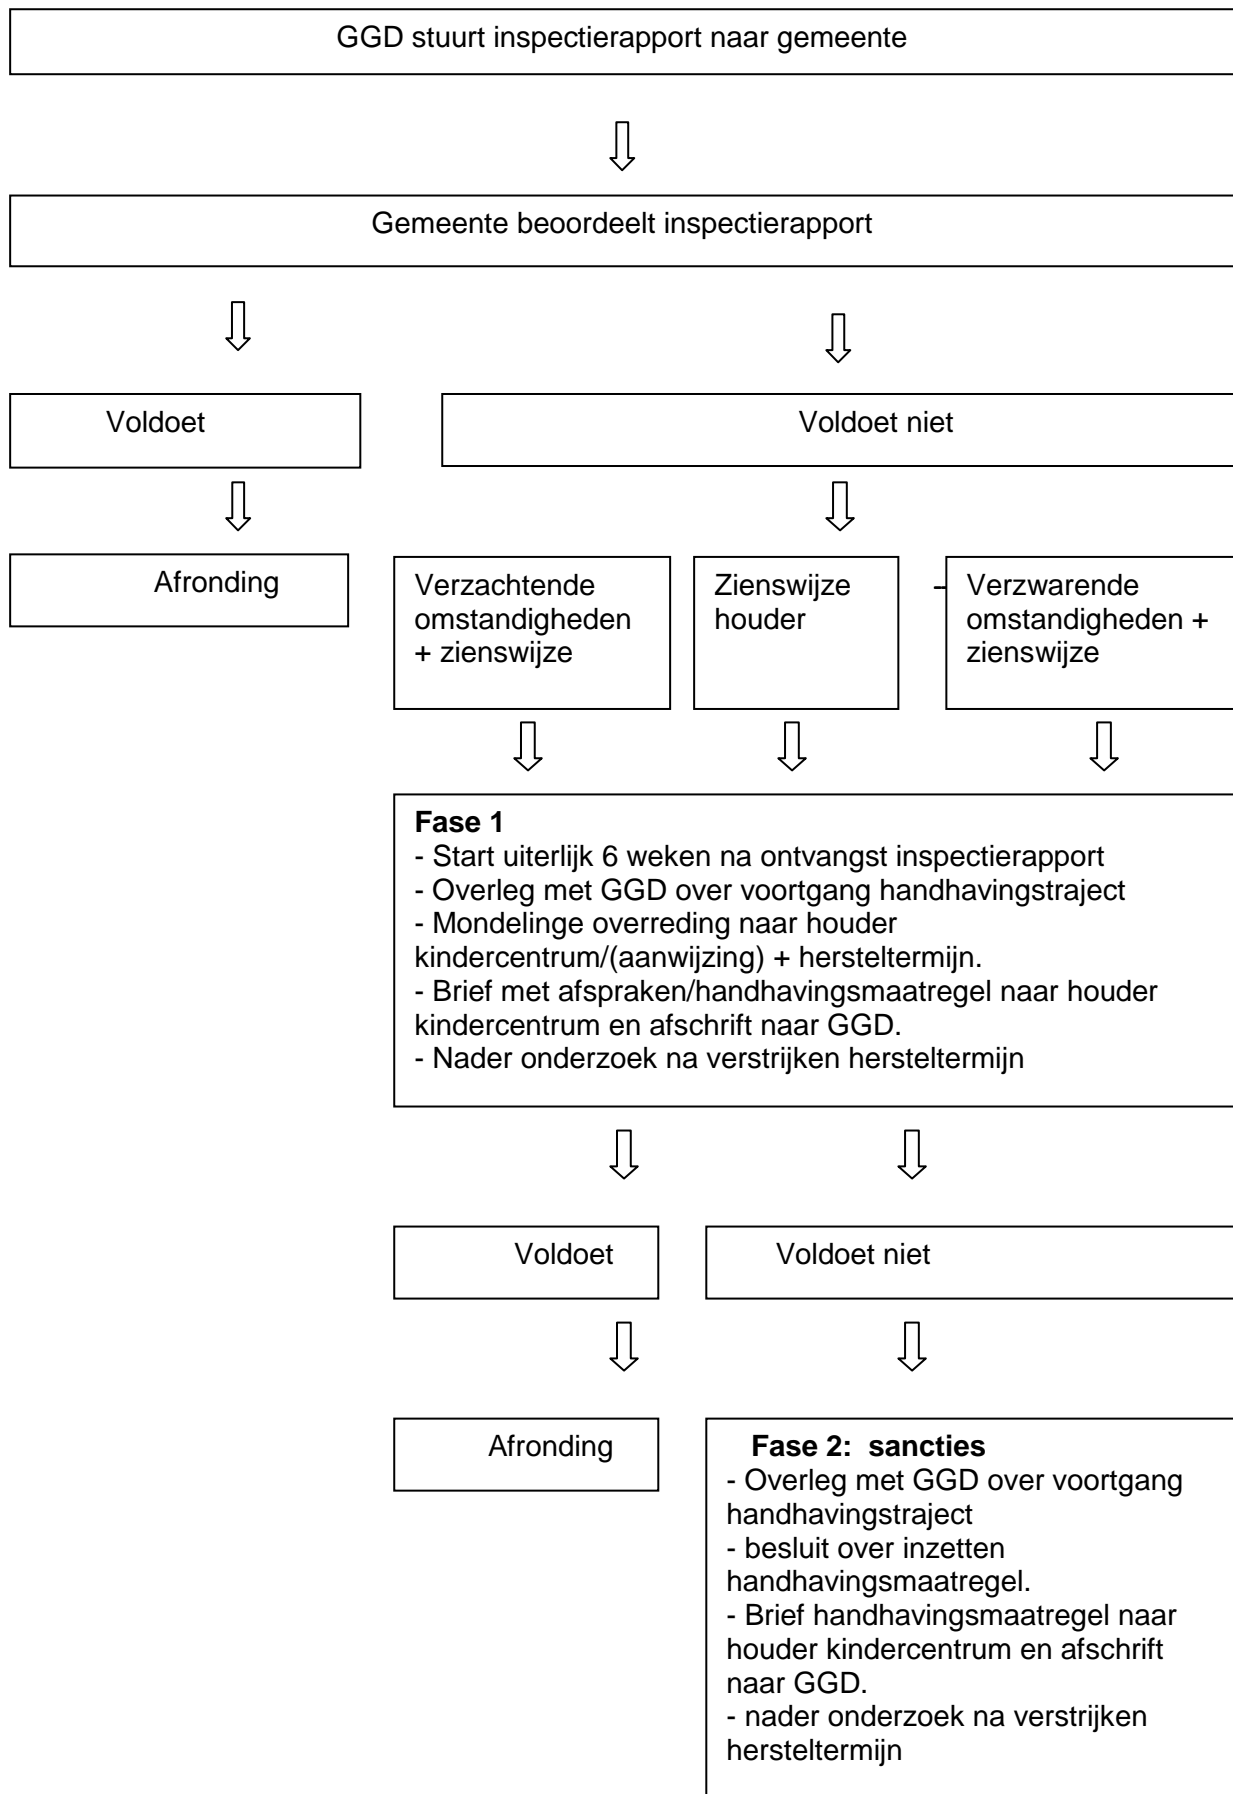 GGD stuurt inspectierapport naar gemeente
Gemeente beoordeelt inspectierapport
Voldoet
Voldoet niet
Afronding
Verzachtende
omstandigheden
+ zienswijze
Zienswijze
houder
Verzwarende
omstandigheden +
zienswijze
Fase 1
- Start uiterlijk 6 weken na ontvangst inspectierapport
- Overleg met GGD over voortgang handhavingstraject
- Mondelinge overreding naar houder
kindercentrum/(aanwijzing) + hersteltermijn.
- Brief met afspraken/handhavingsmaatregel naar houder
kindercentrum en afschrift naar GGD.
- Nader onderzoek na verstrijken hersteltermijn
Voldoet
Voldoet niet
Afronding
Fase 2:  sancties
- Overleg met GGD over voortgang
handhavingstraject
- besluit over inzetten
handhavingsmaatregel.
- Brief handhavingsmaatregel naar
houder kindercentrum en afschrift
naar GGD.
- nader onderzoek na verstrijken
hersteltermijn